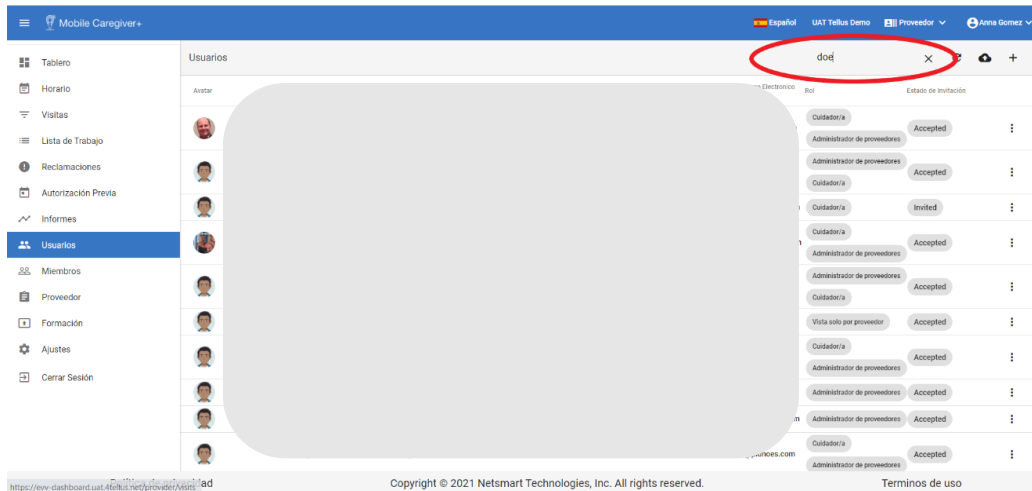 Mobile Caregiver+
Español
UAT Tellus Demo
Proveedor
Anna Gomez
Tablero
Horario
Visitas
Lista de Trabajo
Reclamaciones
Autorización Previa
Informes
Usuarios
Miembros
Proveedor
Formación
Ajustes
Cerrar Sesión
Usuarios
doe
Avatar
Electronico
Rol
Estado de Invitación
Cuidador/a
Administrador de proveedores
Accepted
Administrador de proveedores
Cuidador/a
Accepted
Cuidador/a
Invited
Cuidador/a
Administrador de proveedores
Accepted
Administrador de proveedores
Cuidador/a
Accepted
Vista solo por proveedor
Accepted
Cuidador/a
Administrador de proveedores
Accepted
Administrador de proveedores
Accepted
Administrador de proveedores
Accepted
Cuidador/a
Administrador de proveedores
Accepted
https://evv-dashboard.uat.4tellus.net/provider/visits
Política de privacidad
Copyright © 2021 Netsmart Technologies, Inc. All rights reserved.
Terminos de uso